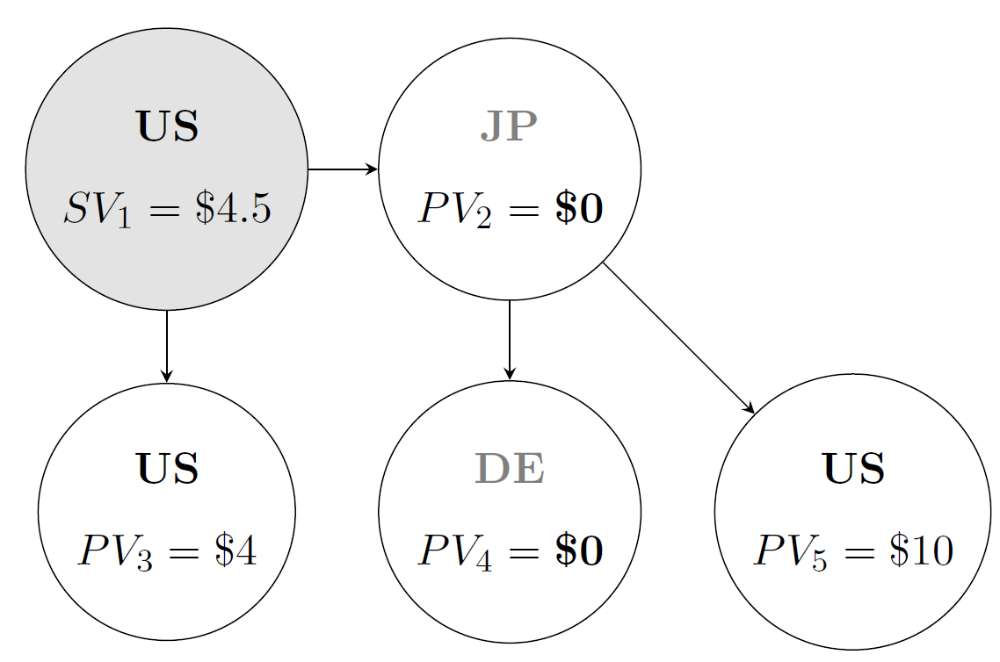 US
SV₁ = $4.5
JP
PV₂ = $0
US
PV₃ = $4
DE
PV₄ = $0
US
PV₅ = $10